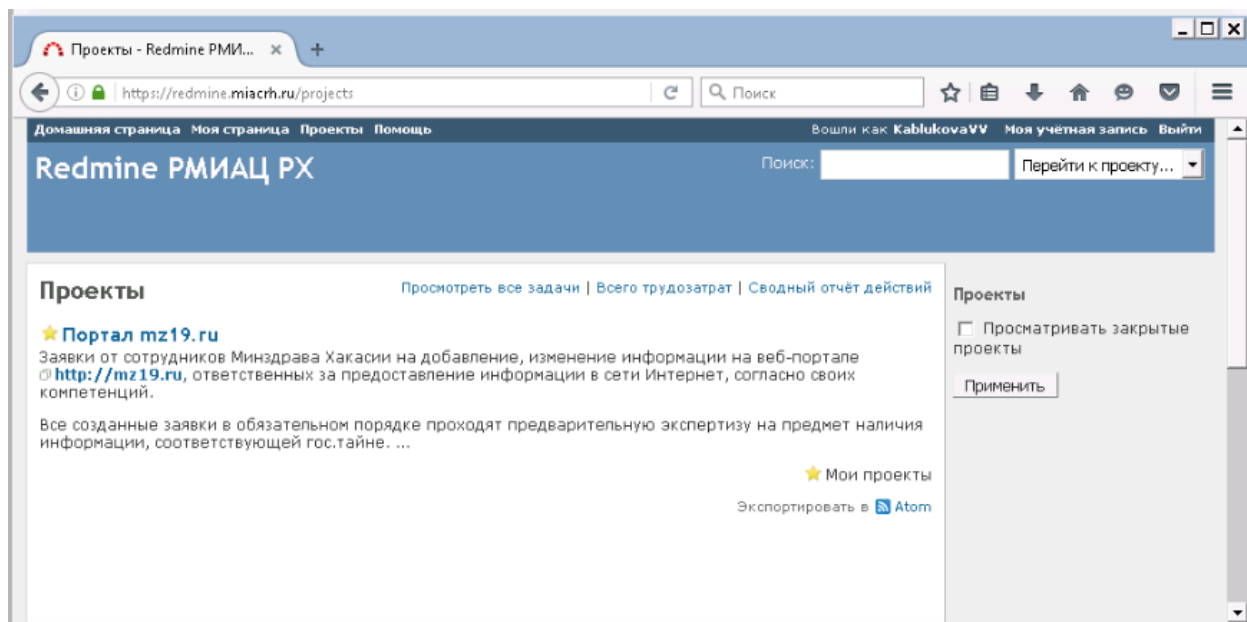 Проекты - Redmine РМИ...
https://redmine.miacrh.ru/projects
Поиск
Домашняя страница Моя страница Проекты Помощь
Вошли как KablukovaVV Моя учётная запись Выйти
Redmine РМИАЦ РХ
Поиск:
Перейти к проекту...
Проекты
Просмотреть все задачи | Всего трудозатрат | Сводный отчёт действий
Портал mz19.ru
Заявки от сотрудников Минздрава Хакасии на добавление, изменение информации на веб-портале
http://mz19.ru, ответственных за предоставление информации в сети Интернет, согласно своих
компетенций.
Все созданные заявки в обязательном порядке проходят предварительную экспертизу на предмет наличия
информации, соответствующей гос.тайне. ...
Мои проекты
Экспортировать в Atom
Проекты
Просматривать закрытые
проекты
Применить